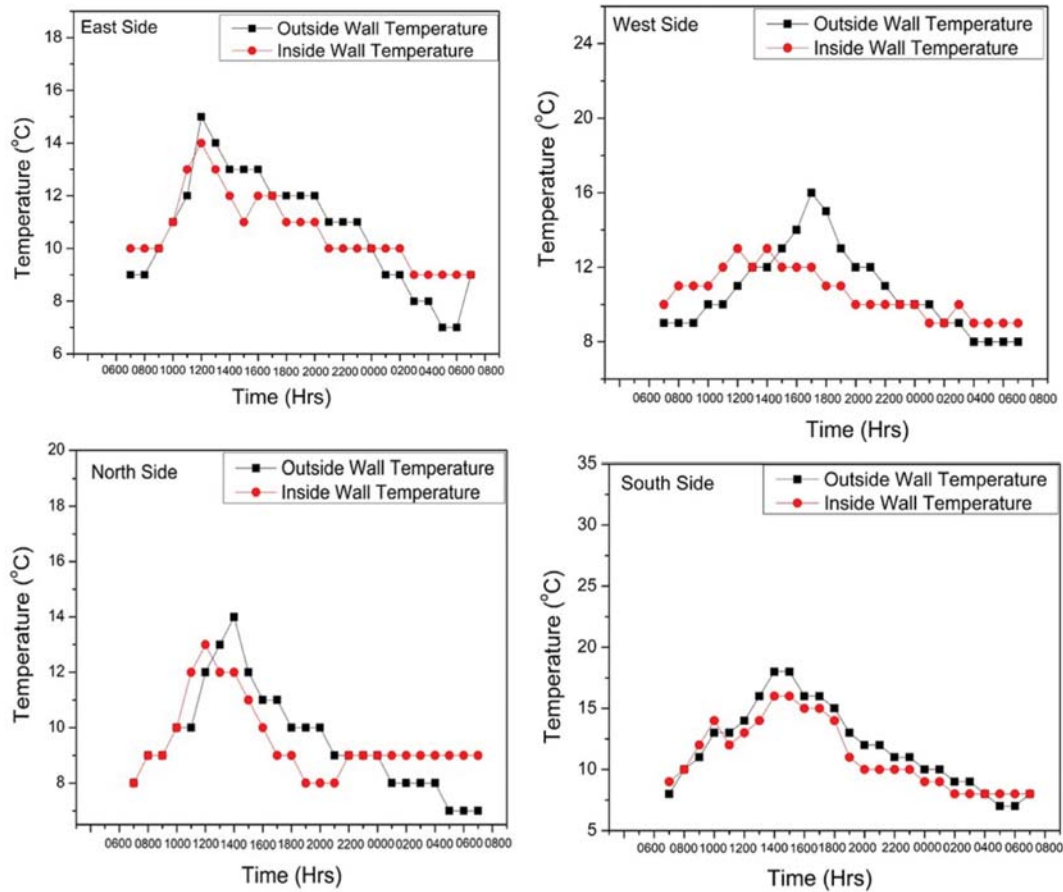 East Side
Outside Wall Temperature
Inside Wall Temperature
18
16
14
12
10
8
6
Temperature (°C)
0600 0800 1000 1200 1400 1600 1800 2000 2200 0000 0200 0400 0600 0800
Time (Hrs)
West Side
Outside Wall Temperature
Inside Wall Temperature
24
20
16
12
8
Temperature (°C)
0600 0800 1000 1200 1400 1600 1800 2000 2200 0000 0200 0400 0600 0800
Time (Hrs)
North Side
Outside Wall Temperature
Inside Wall Temperature
20
18
16
14
12
10
8
Temperature (°C)
0600 0800 1000 1200 1400 1600 1800 2000 2200 0000 0200 0400 0600 0800
Time (Hrs)
South Side
Outside Wall Temperature
Inside Wall Temperature
35
30
25
20
15
10
5
Temperature (°C)
0600 0800 1000 1200 1400 1600 1800 2000 2200 0000 0200 0400 0600 0800
Time (Hrs)